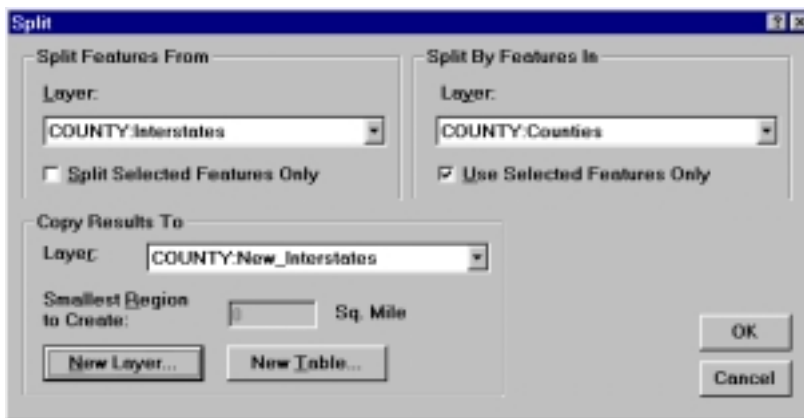 Split
Split Features From
Layer:
COUNTY:Interstates
Split Selected Features Only
Split By Features In
Layer:
COUNTY:Counties
Use Selected Features Only
Copy Results To
Layer:
COUNTY:New_Interstates
Smallest Region
to Create:
0
Sq. Mile
New Layer...
New Table...
OK
Cancel